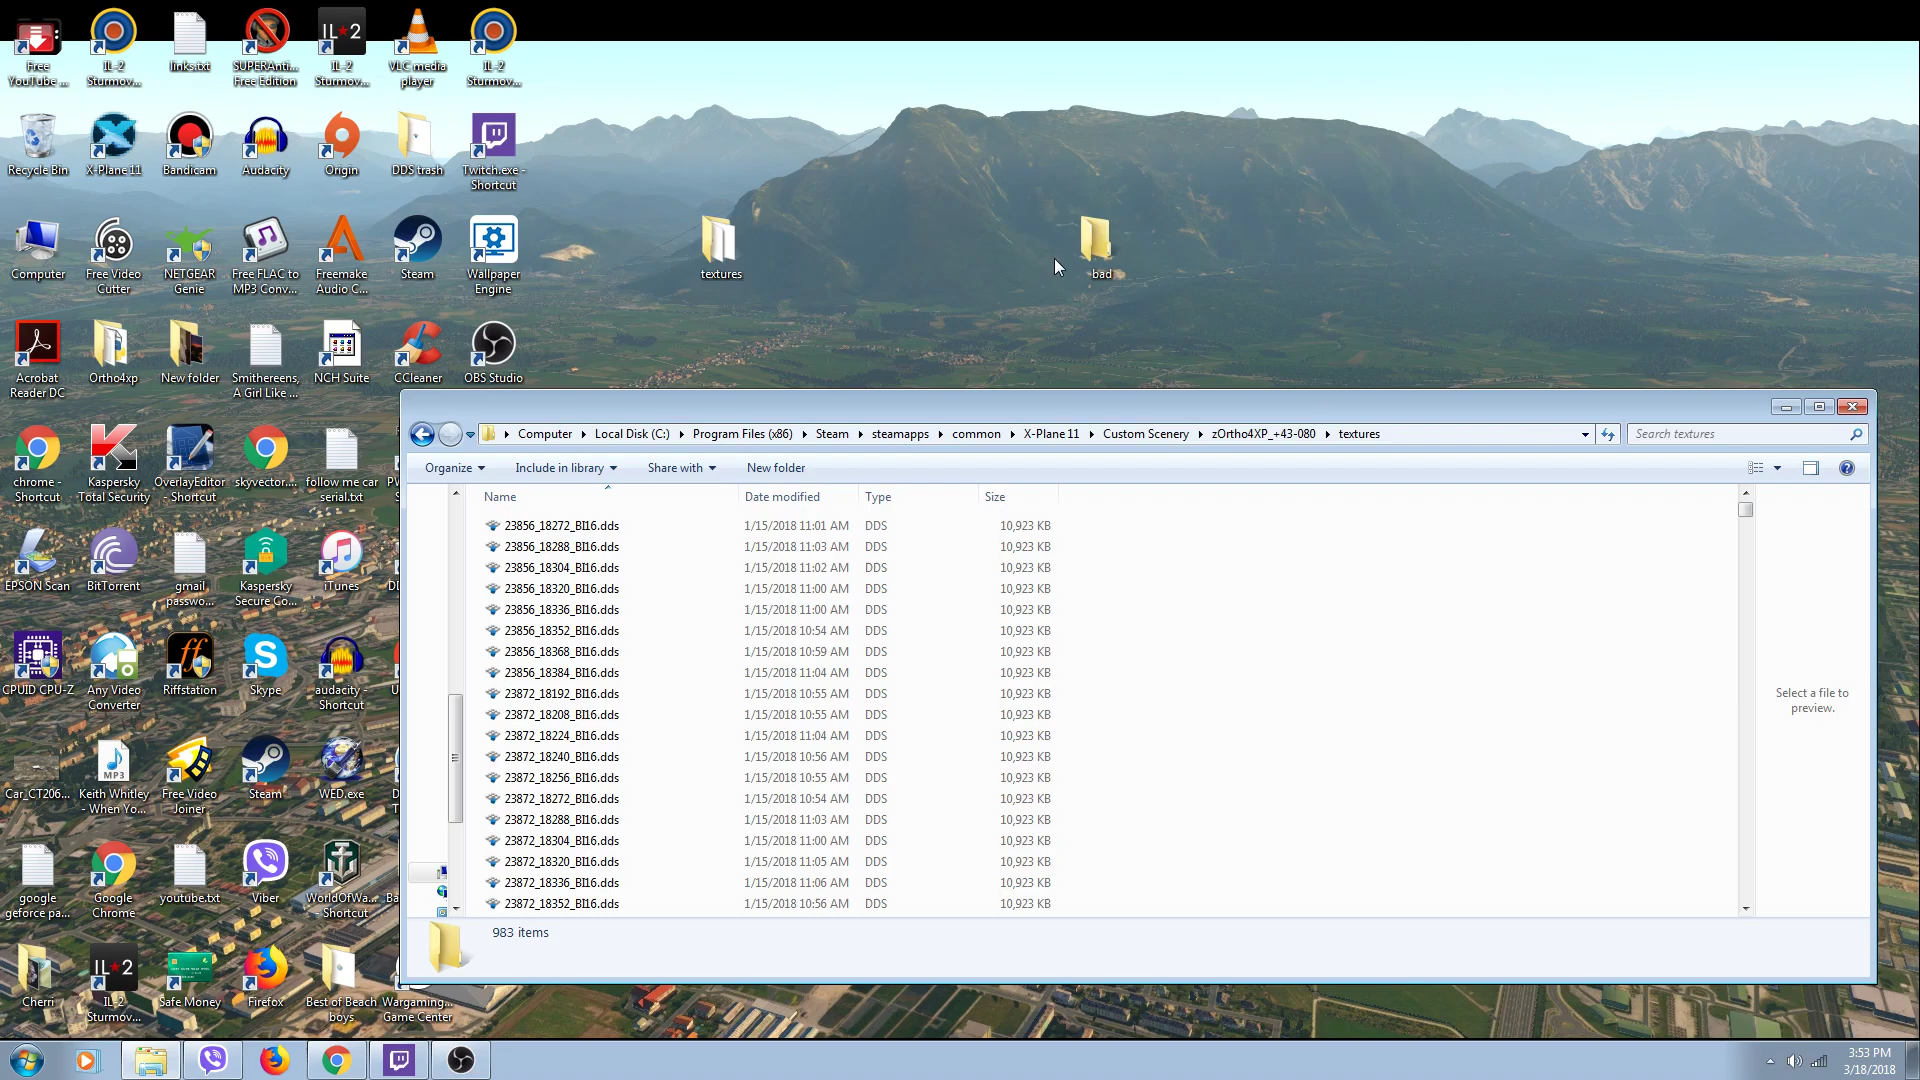 Free
YouTube ...
IL-2
Sturmov...
links.txt
SUPERAnti...
Free Edition
IL★2
IL-2
Sturmov...
VLC media
player
IL-2
Sturmov...
Recycle Bin
X-Plane 11
Bandicam
Audacity
Origin
DDS trash
Twitch.exe -
Shortcut
Computer
Free Video
Cutter
NETGEAR
Genie
Free FLAC to
MP3 Conv...
Freemake
Audio C...
Steam
Wallpaper
Engine
textures
bad
Acrobat
Reader DC
Ortho4xp
New folder
Smithereens,
A Girl Like ...
NCH Suite
CCleaner
OBS Studio
chrome -
Shortcut
Kaspersky
Total Security
OverlayEditor
- Shortcut
skyvector....
follow me car
serial.txt
EPSON Scan
BitTorrent
gmail
passwo...
Kaspersky
Secure Co...
iTunes
CPUID CPU-Z
Any Video
Converter
ff
Riffstation
Skype
audacity -
Shortcut
Car_CT206...
MP3
Keith Whitley
- When Yo...
Free Video
Joiner
Steam
WED.exe
google
geforce pa...
Google
Chrome
youtube.txt
Viber
WorldOfWa...
- Shortcut
Cherri
IL★2
IL-2
Sturmov...
Safe Money
Firefox
Best of Beach
boys
Wargaming....
Game Center
Computer
Local Disk (C:)
Program Files (x86)
Steam
steamapps
common
X-Plane 11
Custom Scenery
zOrtho4XP_+43-080
textures
Search textures
Organize
Include in library
Share with
New folder
Name Date modified Type Size
23856_18272_BI16.dds 1/15/2018 11:01 AM DDS 10,923 KB
23856_18288_BI16.dds 1/15/2018 11:03 AM DDS 10,923 KB
23856_18304_BI16.dds 1/15/2018 11:02 AM DDS 10,923 KB
23856_18320_BI16.dds 1/15/2018 11:00 AM DDS 10,923 KB
23856_18336_BI16.dds 1/15/2018 11:00 AM DDS 10,923 KB
23856_18352_BI16.dds 1/15/2018 10:54 AM DDS 10,923 KB
23856_18368_BI16.dds 1/15/2018 10:59 AM DDS 10,923 KB
23856_18384_BI16.dds 1/15/2018 11:04 AM DDS 10,923 KB
23872_18192_BI16.dds 1/15/2018 10:55 AM DDS 10,923 KB
23872_18208_BI16.dds 1/15/2018 10:55 AM DDS 10,923 KB
23872_18224_BI16.dds 1/15/2018 11:04 AM DDS 10,923 KB
23872_18240_BI16.dds 1/15/2018 10:56 AM DDS 10,923 KB
23872_18256_BI16.dds 1/15/2018 10:55 AM DDS 10,923 KB
23872_18272_BI16.dds 1/15/2018 10:54 AM DDS 10,923 KB
23872_18288_BI16.dds 1/15/2018 11:03 AM DDS 10,923 KB
23872_18304_BI16.dds 1/15/2018 11:00 AM DDS 10,923 KB
23872_18320_BI16.dds 1/15/2018 11:05 AM DDS 10,923 KB
23872_18336_BI16.dds 1/15/2018 11:06 AM DDS 10,923 KB
23872_18352_BI16.dds 1/15/2018 10:56 AM DDS 10,923 KB
Select a file to
preview.
983 items
3:53 PM
3/18/2018